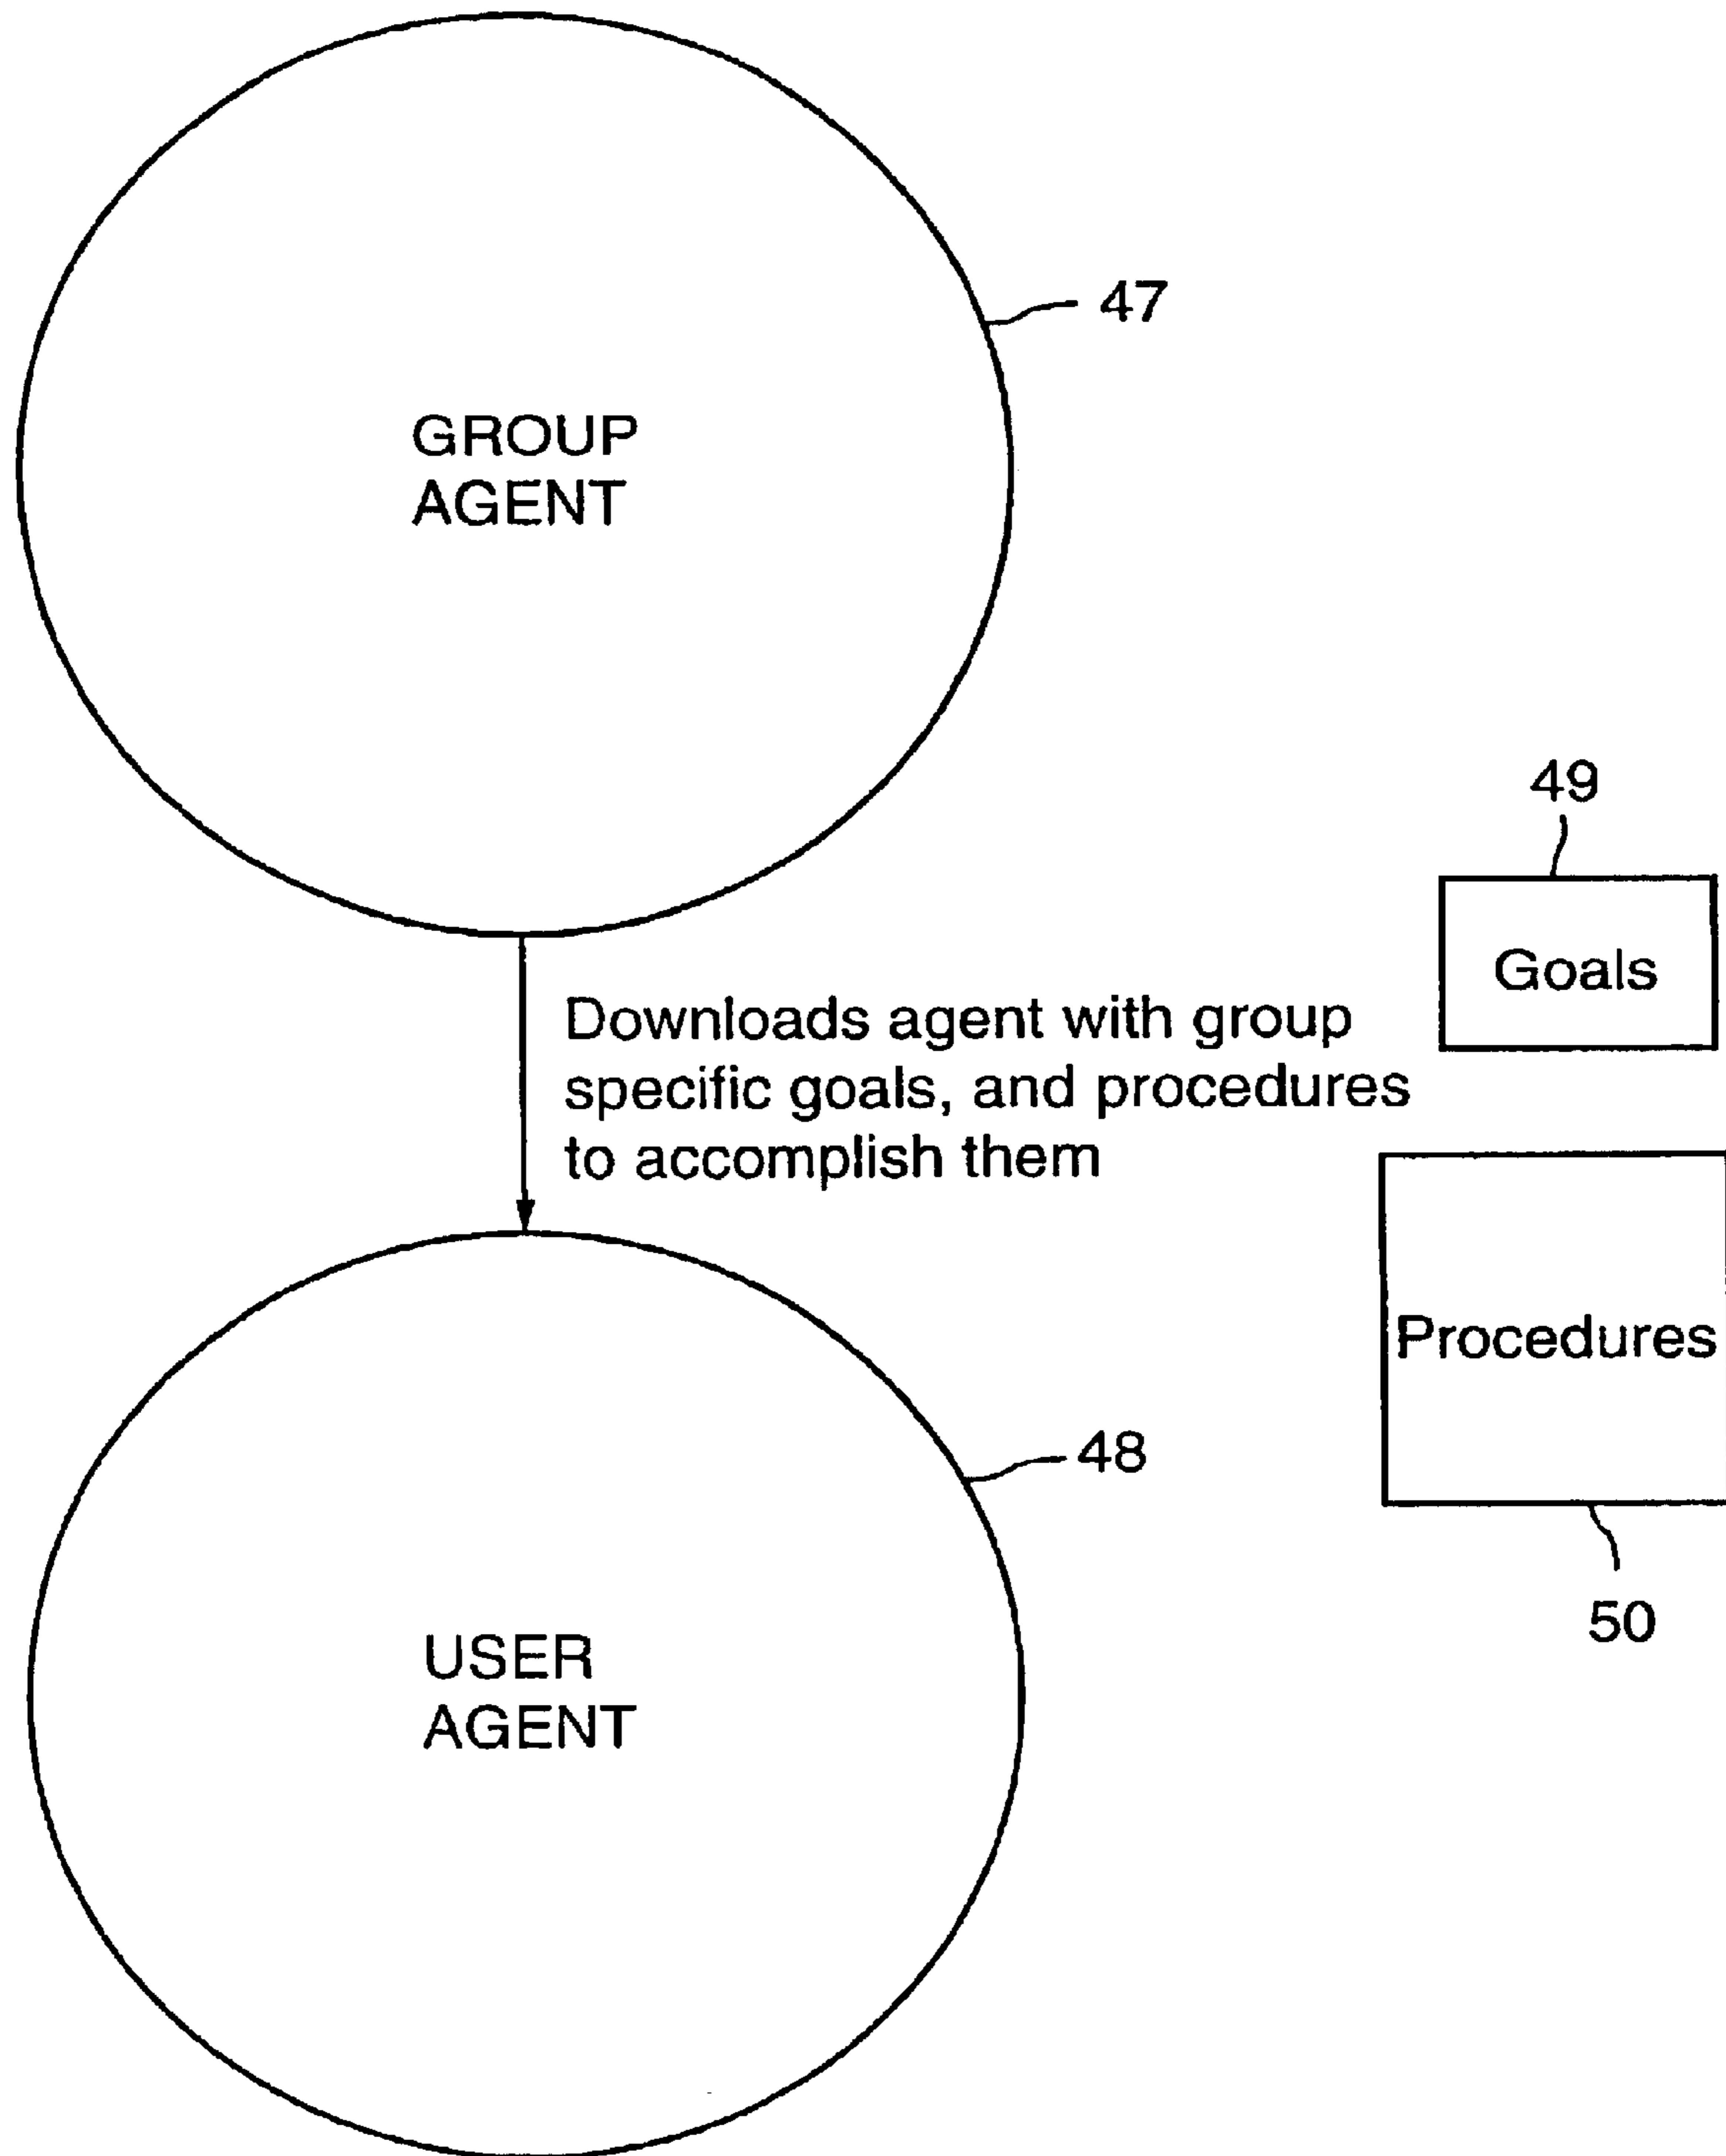 GROUP
AGENT
47
49
Goals
Downloads agent with group
specific goals, and procedures
to accomplish them
Procedures
48
50
USER
AGENT